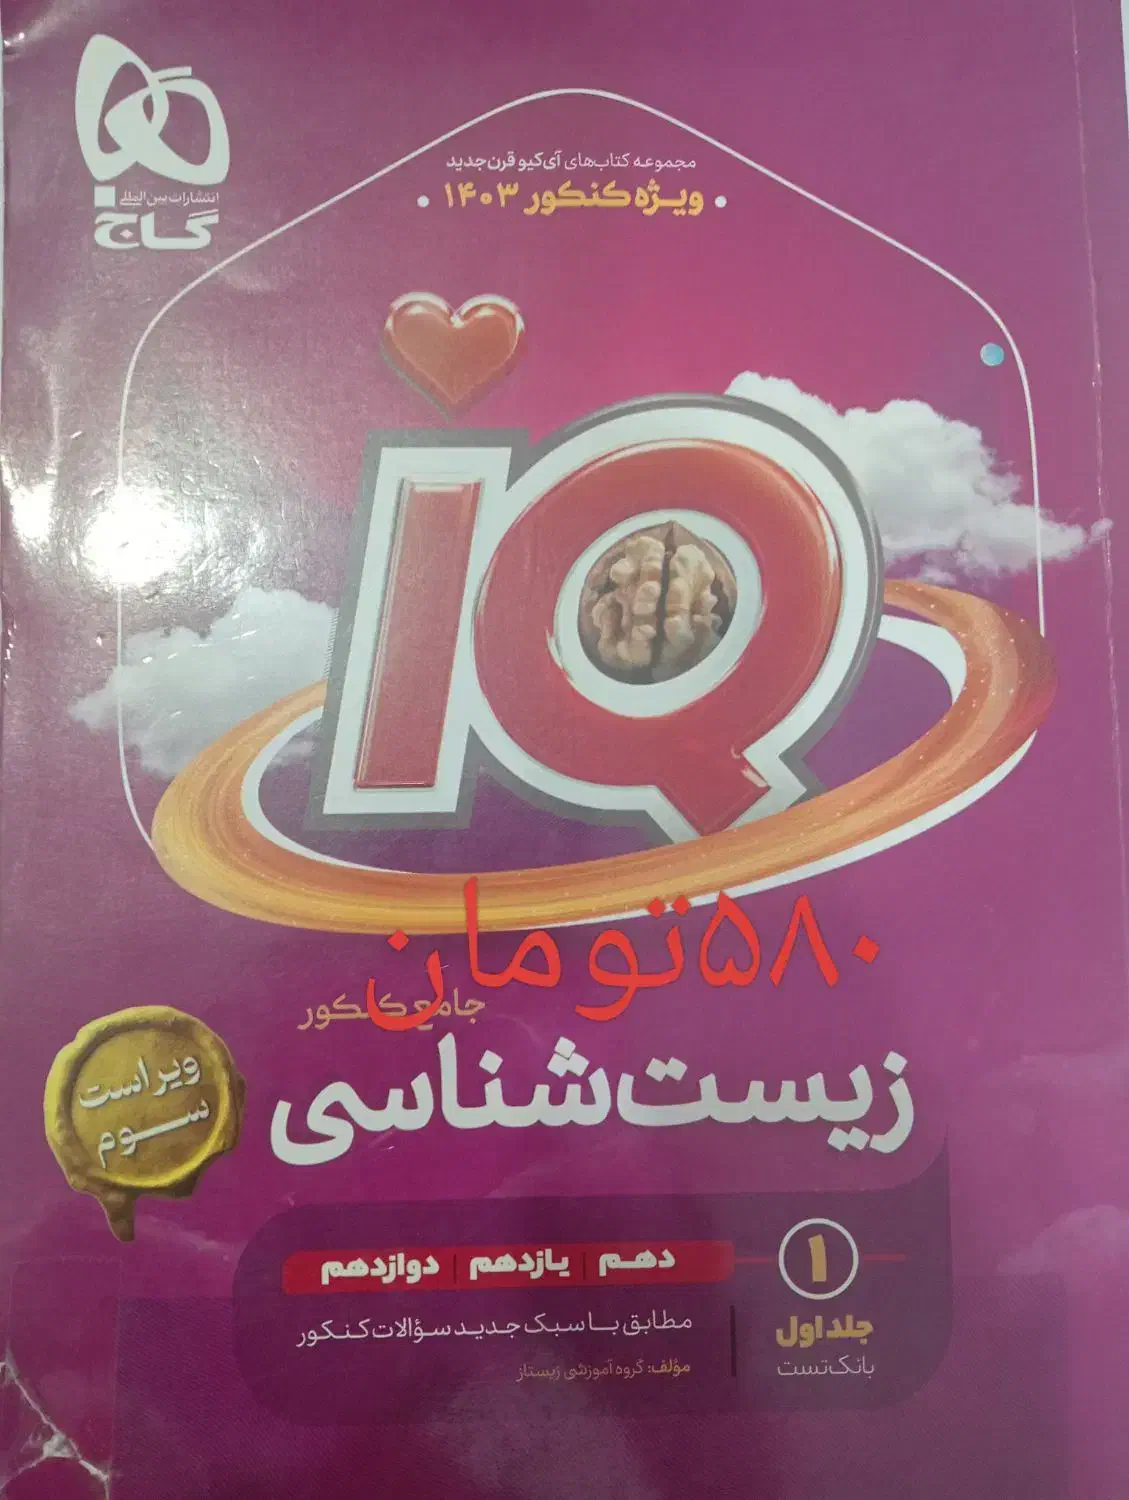 انتشارات بین‌المللی
گاج
مجموعه کتاب‌های آی‌کیو قرن جدید
• ویژه کنکور ۱۴۰۳ •
IQ
۵۸۰تومان
جامع کنکور
زیست‌شناسی
ویراست
سوم
۱
جلد اول
بانک تست
دهم | یازدهم | دوازدهم
مطابق با سبک جدید سؤالات کنکور
مؤلف: گروه آموزشی زیستاز